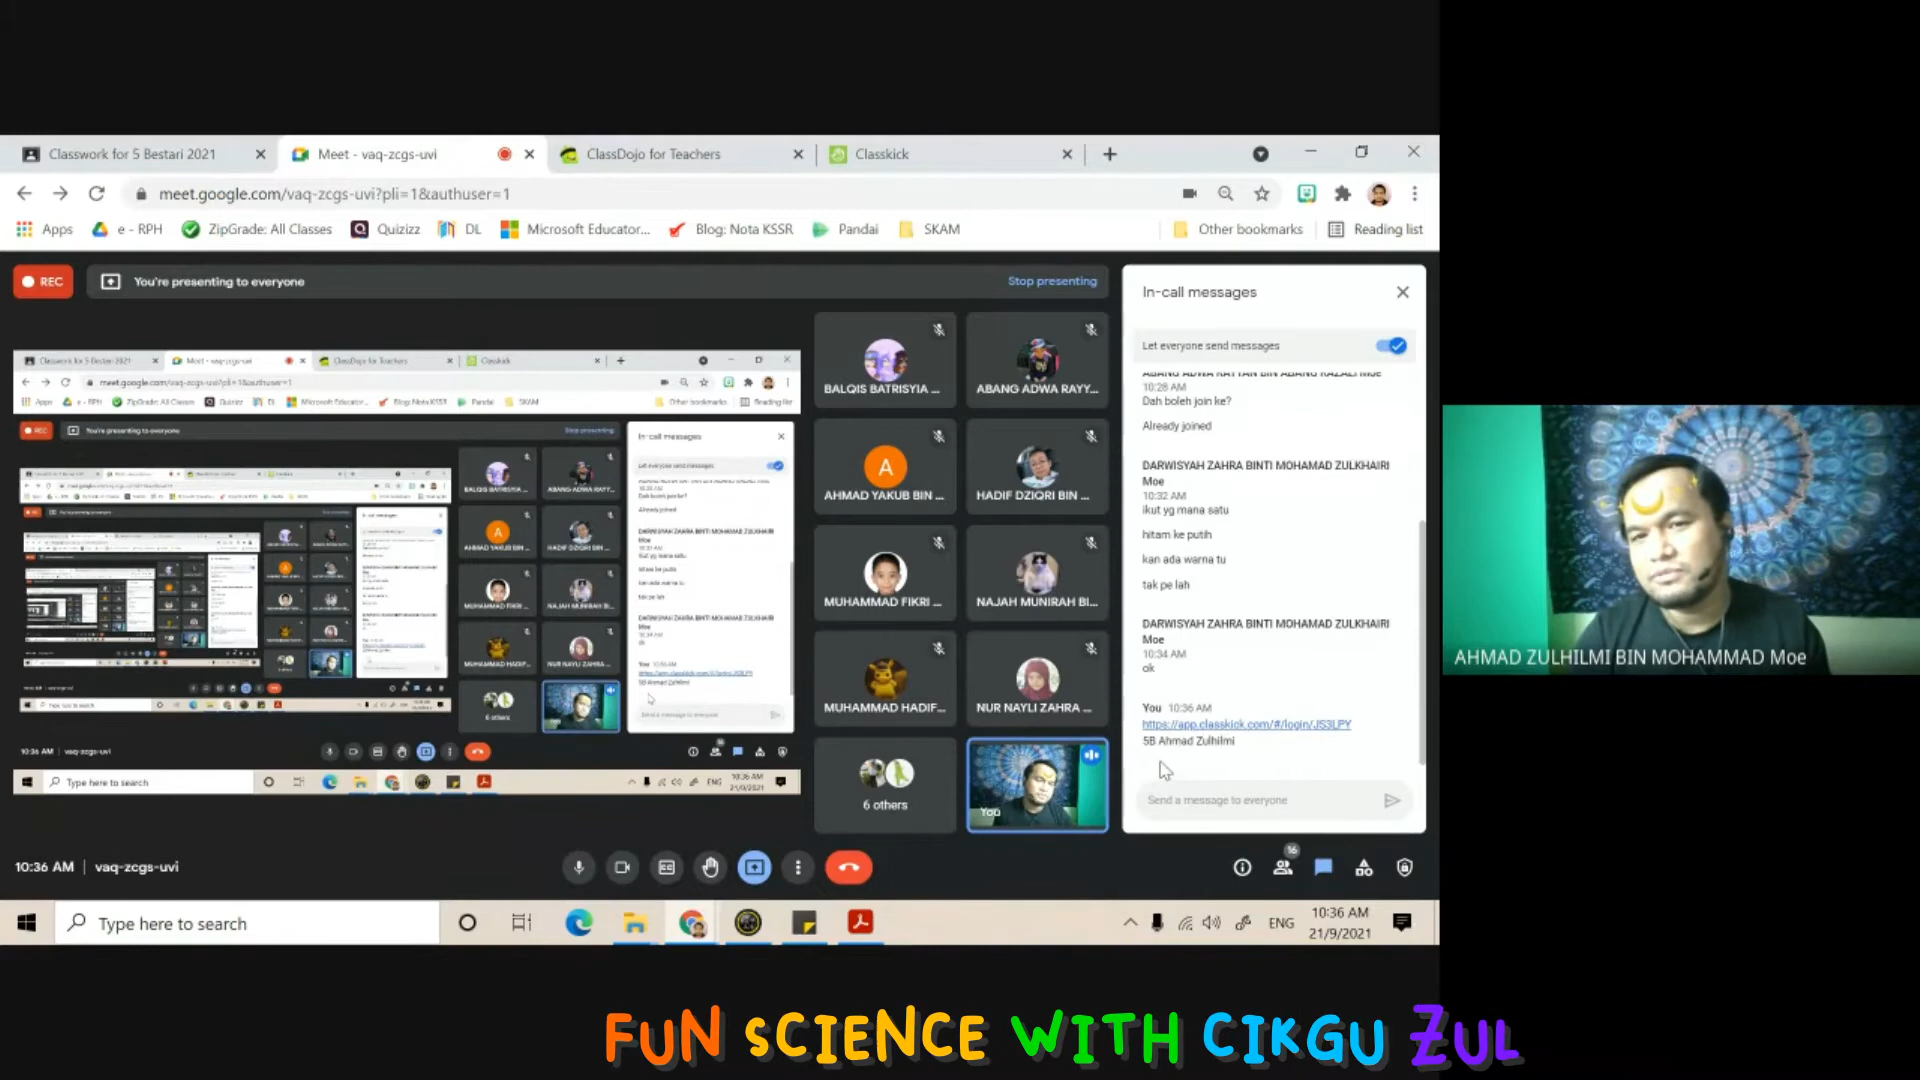 Classwork for 5 Bestari 2021
Meet - vaq-zcgs-uvi
ClassDojo for Teachers
Classkick
meet.google.com/vaq-zcgs-uvi?pli=1&authuser=1
Apps
e - RPH
ZipGrade: All Classes
Quizizz
DL
Microsoft Educator...
Blog: Nota KSSR
Pandai
SKAM
Other bookmarks
Reading list
REC
You're presenting to everyone
Stop presenting
BALQIS BATRISYIA ...
ABANG ADWA RAYY...
A
AHMAD YAKUB BIN ...
HADIF DZIQRI BIN ...
MUHAMMAD FIKRI ...
NAJAH MUNIRAH BI...
MUHAMMAD HADIF...
NUR NAYLI ZAHRA ...
6 others
You
In-call messages
Let everyone send messages
10:28 AM
Dah boleh join ke?
Already joined
DARWISYAH ZAHRA BINTI MOHAMAD ZULKHAIRI
Moe
10:32 AM
ikut yg mana satu
hitam ke putih
kan ada warna tu
tak pe lah
DARWISYAH ZAHRA BINTI MOHAMAD ZULKHAIRI
Moe
10:34 AM
ok
You 10:36 AM
https://app.classkick.com/#/login/JS3LPY
5B Ahmad Zulhilmi
Send a message to everyone
10:36 AM | vaq-zcgs-uvi
16
Type here to search
ENG
10:36 AM
21/9/2021
AHMAD ZULHILMI BIN MOHAMMAD Moe
FUN SCIENCE WITH CIKGU ZUL